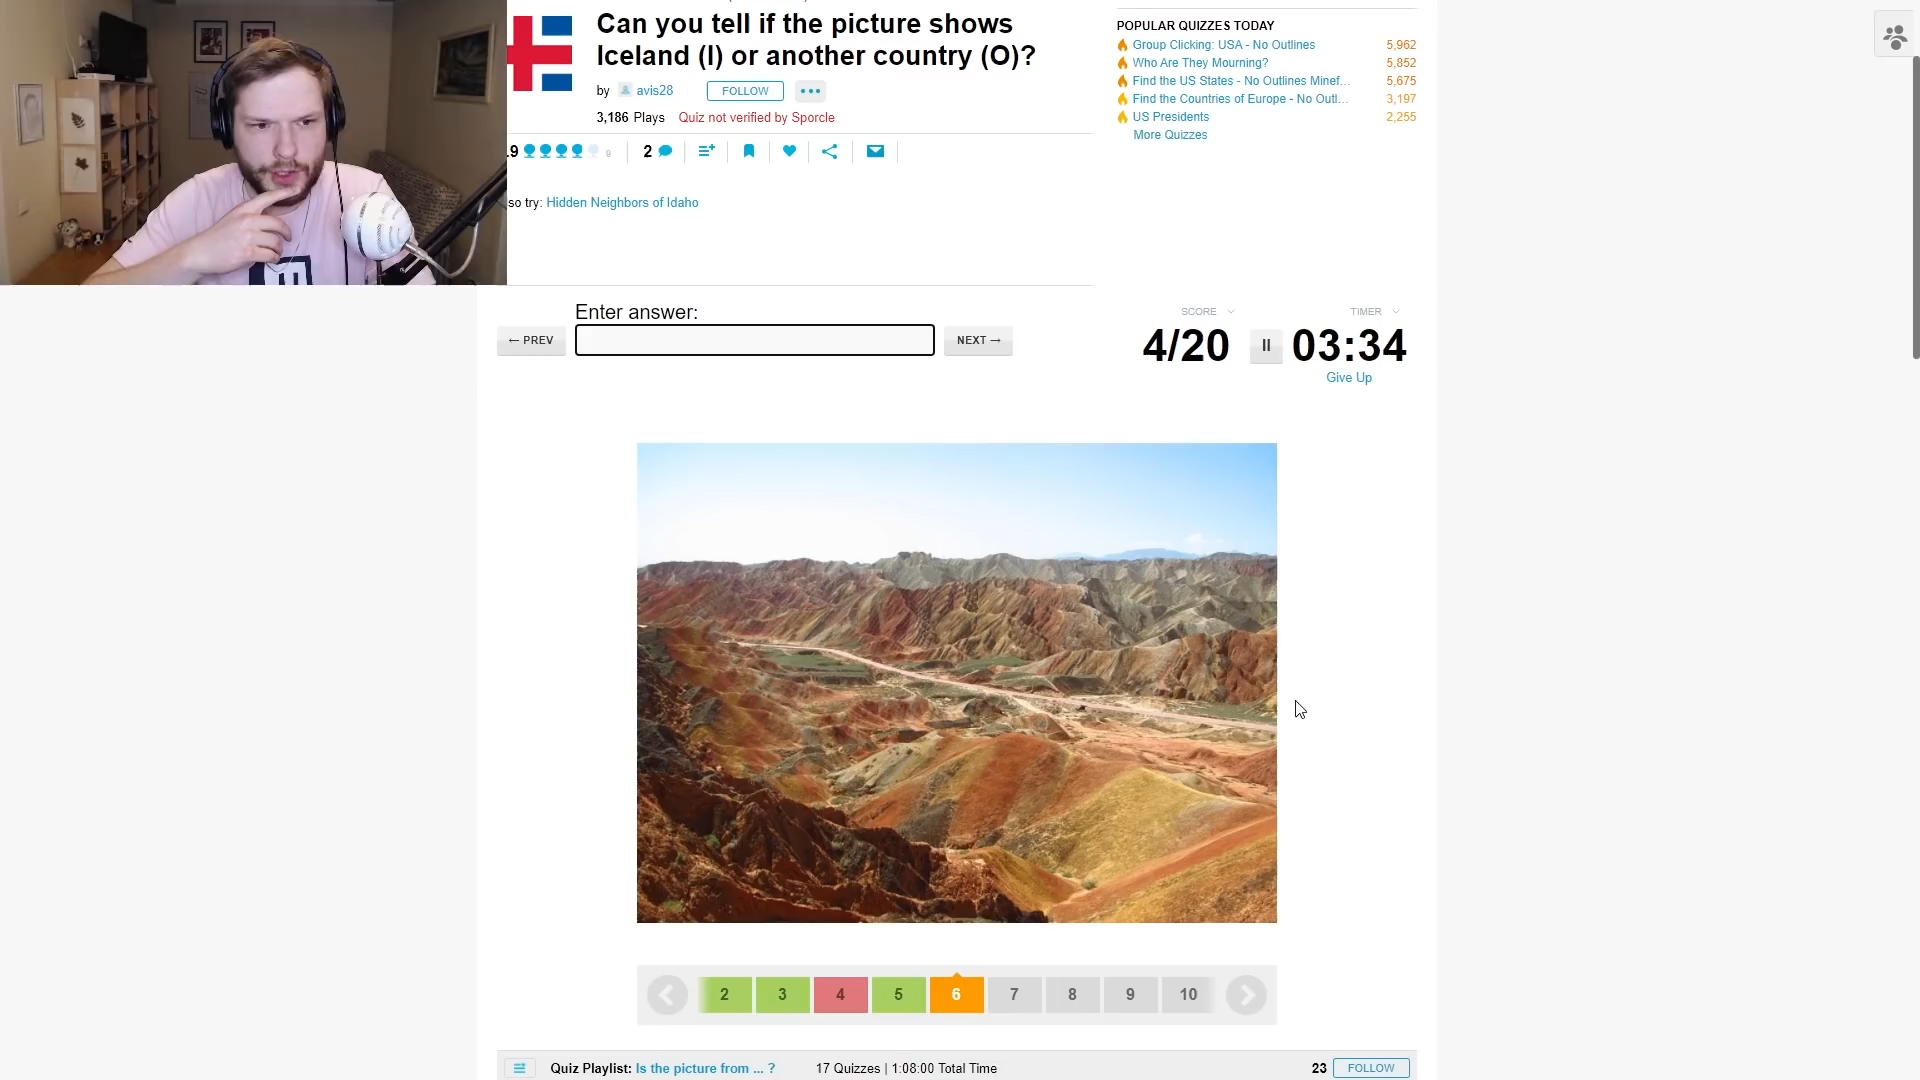 Can you tell if the picture shows
Iceland (I) or another country (O)?
by avis28 FOLLOW
3,186 Plays Quiz not verified by Sporcle
.9 9 2
so try: Hidden Neighbors of Idaho
POPULAR QUIZZES TODAY
Group Clicking: USA - No Outlines 5,962
Who Are They Mourning? 5,852
Find the US States - No Outlines Minef... 5,675
Find the Countries of Europe - No Outl... 3,197
US Presidents 2,255
More Quizzes
Enter answer:
← PREV NEXT →
SCORE TIMER
4/20 03:34
Give Up
2 3 4 5 6 7 8 9 10
Quiz Playlist: Is the picture from ... ? 17 Quizzes | 1:08:00 Total Time 23 FOLLOW